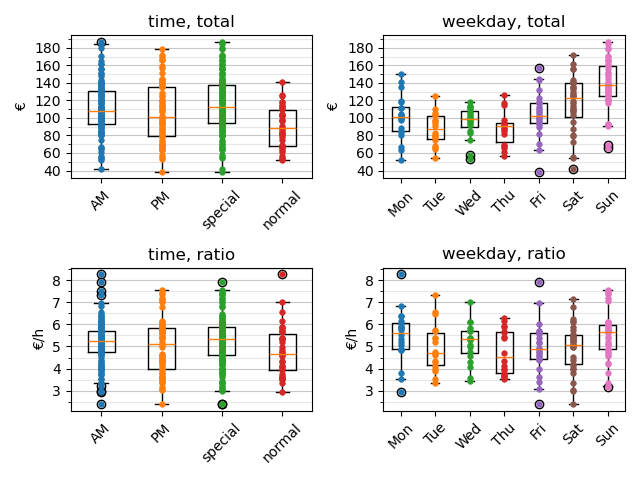 time, total
€
180
160
140
120
100
80
60
40
AM
PM
special
normal
weekday, total
€
180
160
140
120
100
80
60
40
Mon
Tue
Wed
Thu
Fri
Sat
Sun
time, ratio
€/h
8
7
6
5
4
3
AM
PM
special
normal
weekday, ratio
€/h
8
7
6
5
4
3
Mon
Tue
Wed
Thu
Fri
Sat
Sun